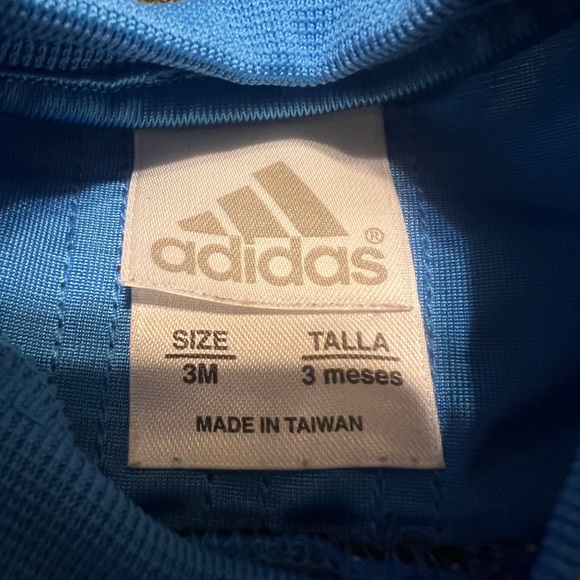 adidas®
SIZE TALLA
3M 3 meses
MADE IN TAIWAN